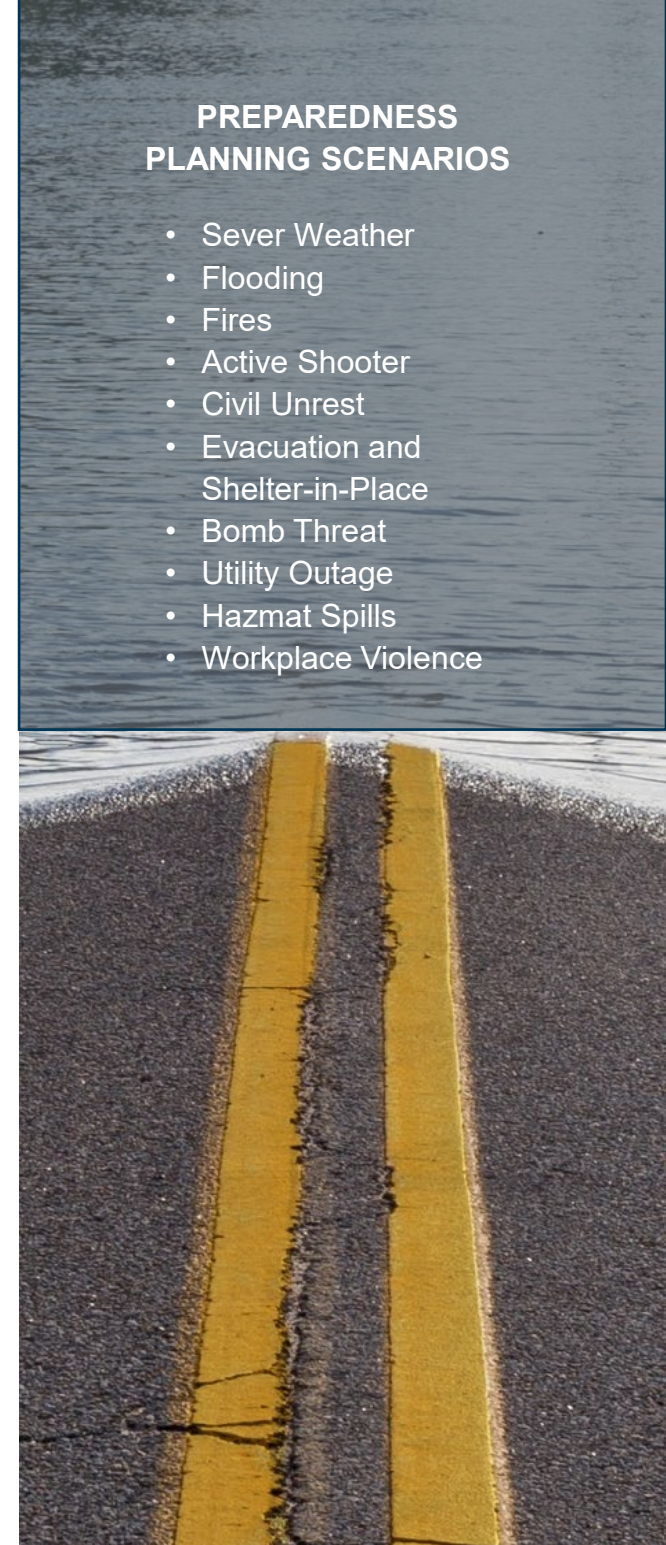 PREPAREDNESS
PLANNING SCENARIOS
• Sever Weather
• Flooding
• Fires
• Active Shooter
• Civil Unrest
• Evacuation and
Shelter-in-Place
• Bomb Threat
• Utility Outage
• Hazmat Spills
• Workplace Violence